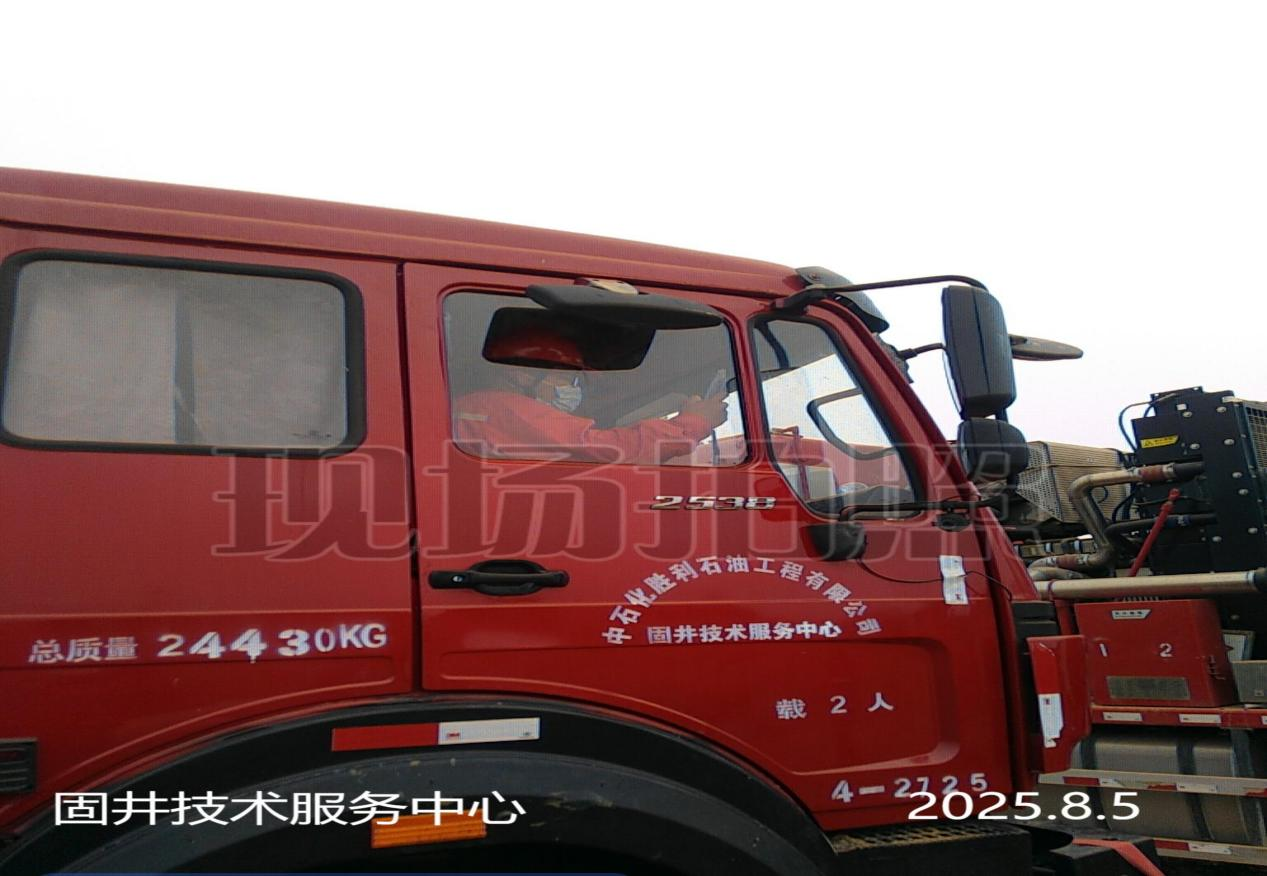 现场拍照
2538
中石化胜利石油工程有限公司
固井技术服务中心
总质量 24430KG
载 2 人
1 2
4-2725
固井技术服务中心
2025.8.5